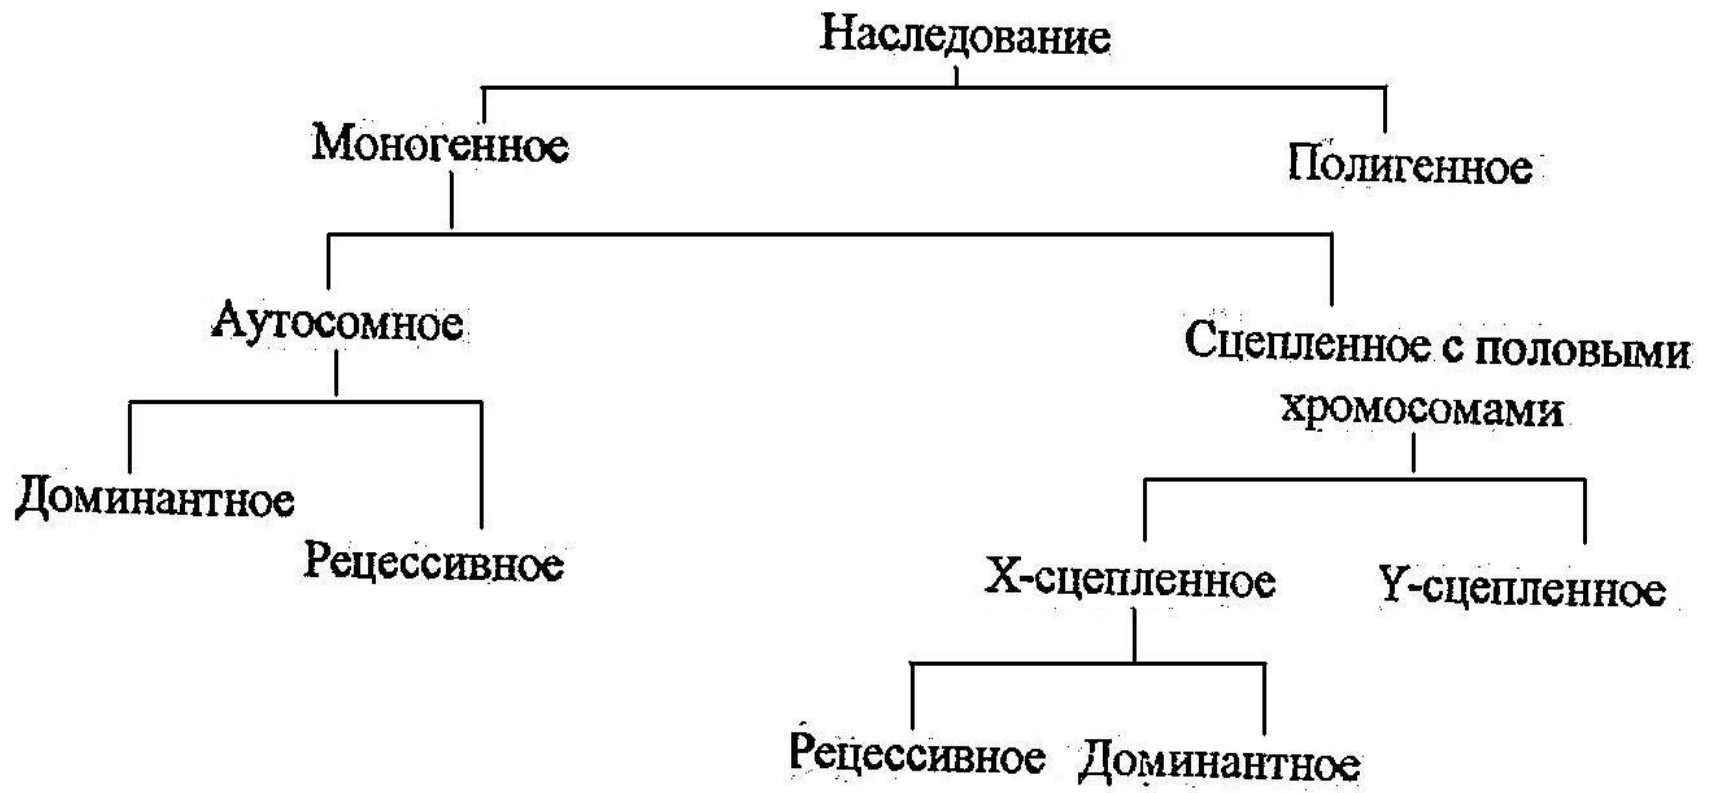 Наследование
Моногенное
Полигенное
Аутосомное
Сцепленное с половыми
хромосомами
Доминантное
Рецессивное
X-сцепленное
Y-сцепленное
Рецессивное
Доминантное